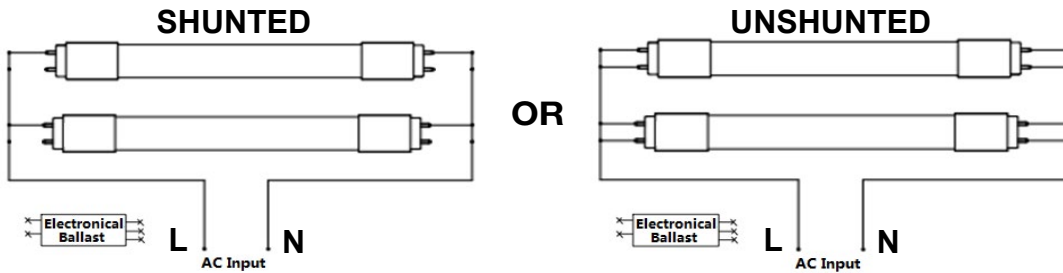 SHUNTED
UNSHUNTED
OR
Electronical
Ballast
L
N
AC Input
Electronical
Ballast
L
N
AC Input